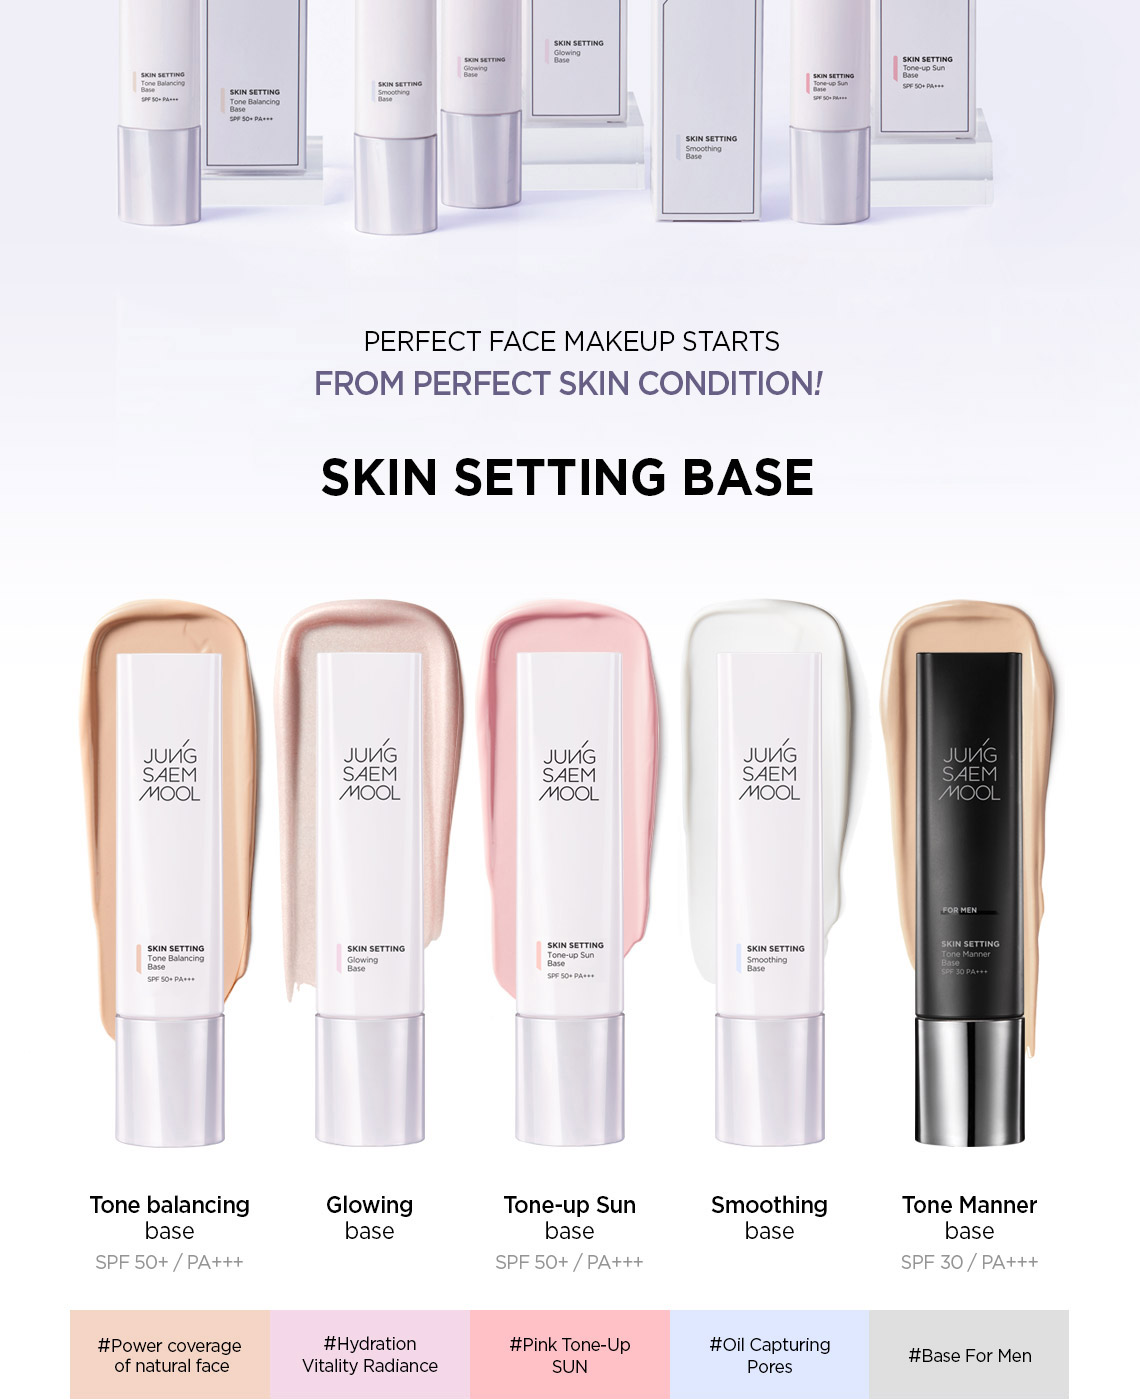 SKIN SETTING
Tone Balancing
Base
SPF 50+ PA+++
SKIN SETTING
Tone Balancing
Base
SPF 50+ PA+++
SKIN SETTING
Smoothing
Base
SKIN SETTING
Glowing
Base
SKIN SETTING
Glowing
Base
SKIN SETTING
Smoothing
Base
SKIN SETTING
Tone-up Sun
Base
SPF 50+ PA+++
SKIN SETTING
Tone-up Sun
Base
SPF 50+ PA+++
PERFECT FACE MAKEUP STARTS
FROM PERFECT SKIN CONDITION!
SKIN SETTING BASE
JUNG
SAEM
MOOL
SKIN SETTING
Tone Balancing
Base
SPF 50+ PA+++
JUNG
SAEM
MOOL
SKIN SETTING
Glowing
Base
JUNG
SAEM
MOOL
SKIN SETTING
Tone-up Sun
Base
SPF 50+ PA+++
JUNG
SAEM
MOOL
SKIN SETTING
Smoothing
Base
JUNG
SAEM
MOOL
FOR MEN
SKIN SETTING
Tone Manner
Base
SPF 30 PA+++
Tone balancing
base
SPF 50+ / PA+++
Glowing
base
Tone-up Sun
base
SPF 50+ / PA+++
Smoothing
base
Tone Manner
base
SPF 30 / PA+++
#Power coverage
of natural face
#Hydration
Vitality Radiance
#Pink Tone-Up
SUN
#Oil Capturing
Pores
#Base For Men